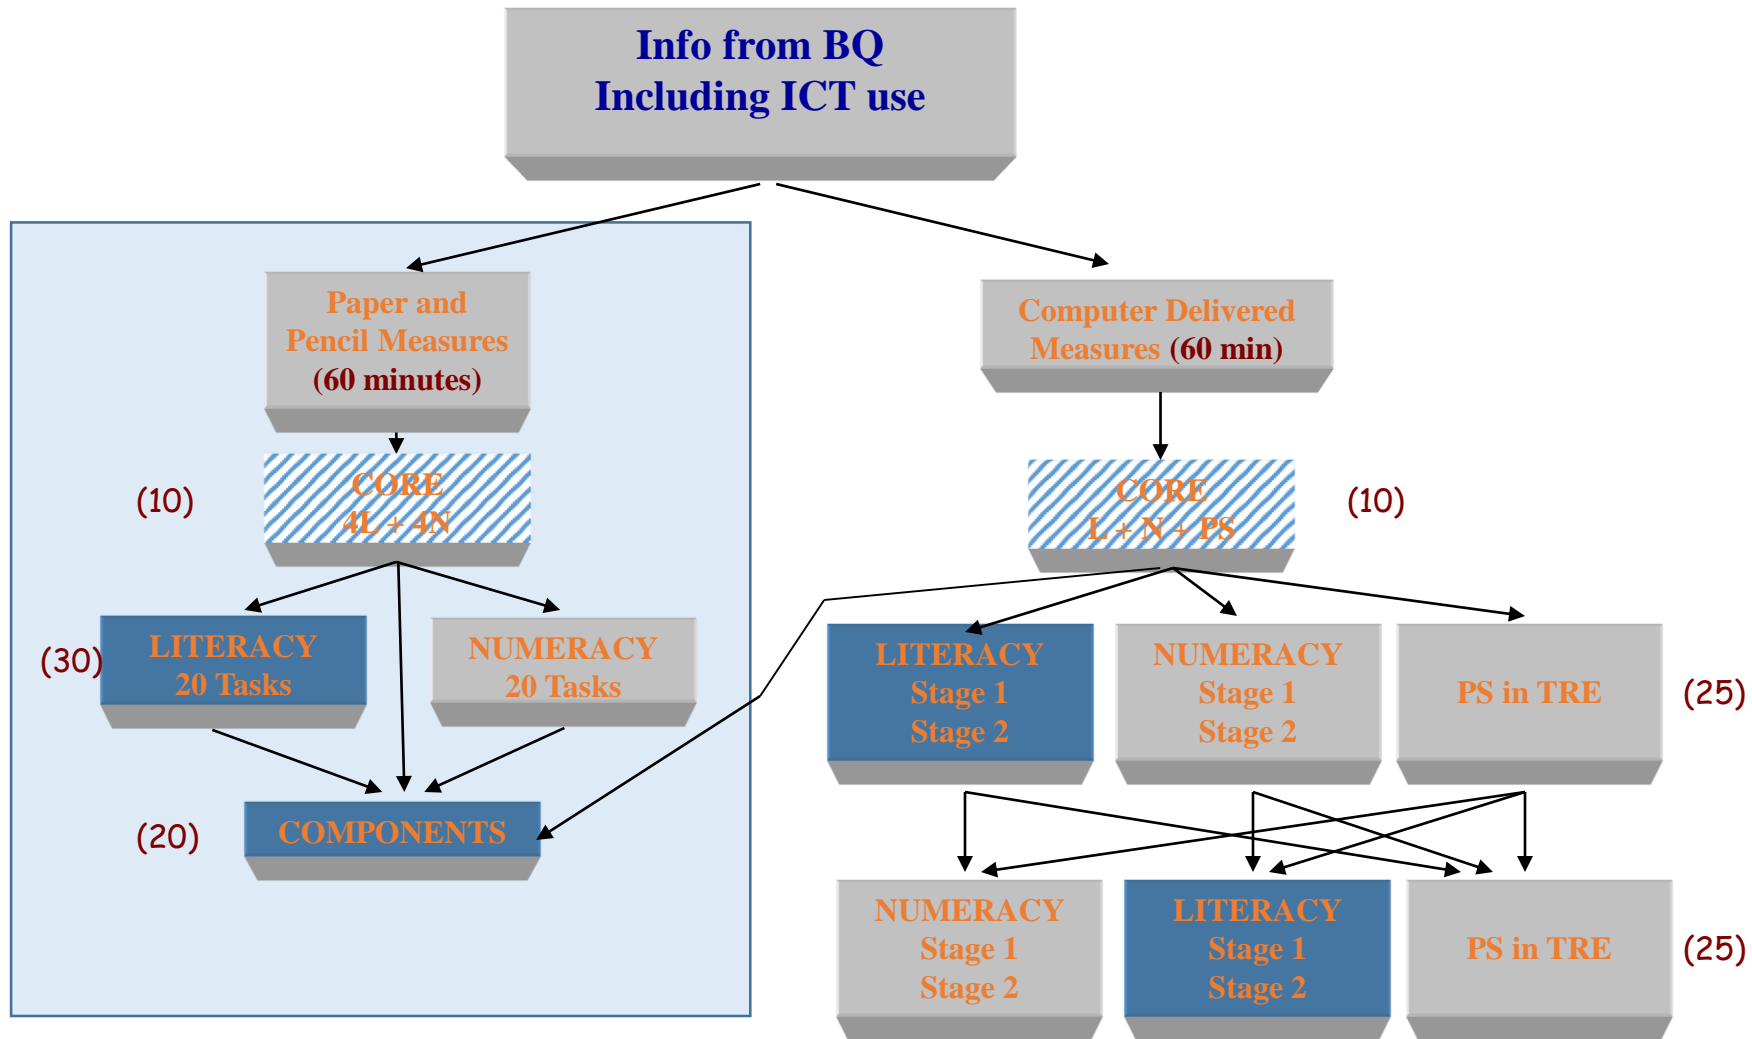 Info from BQ
Including ICT use
Paper and
Pencil Measures
(60 minutes)
Computer Delivered
Measures (60 min)
(10)
CORE
4L + 4N
CORE
L + N + PS
(10)
(30)
LITERACY
20 Tasks
NUMERACY
20 Tasks
LITERACY
Stage 1
Stage 2
NUMERACY
Stage 1
Stage 2
PS in TRE
(25)
(20)
COMPONENTS
NUMERACY
Stage 1
Stage 2
LITERACY
Stage 1
Stage 2
PS in TRE
(25)